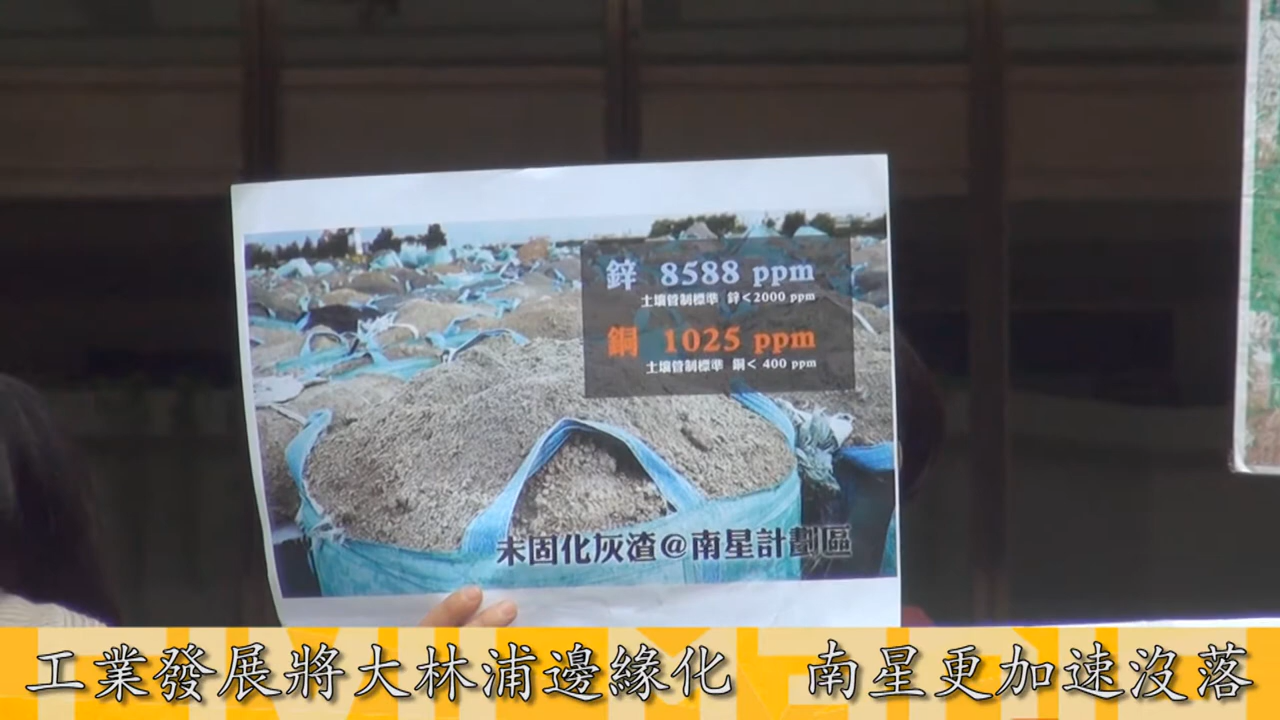 鋅 8588 ppm
土壤管制標準 鋅<2000 ppm
銅 1025 ppm
土壤管制標準 銅< 400 ppm
未固化灰渣@南星計劃區
工業發展將大林浦邊緣化 南星更加速沒落